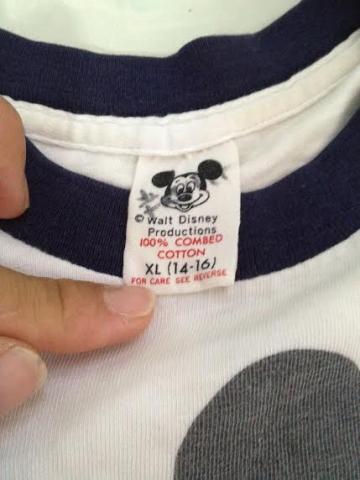 © Walt Disney
Productions
100% COMBED
COTTON
XL (14-16)
FOR CARE SEE REVERSE